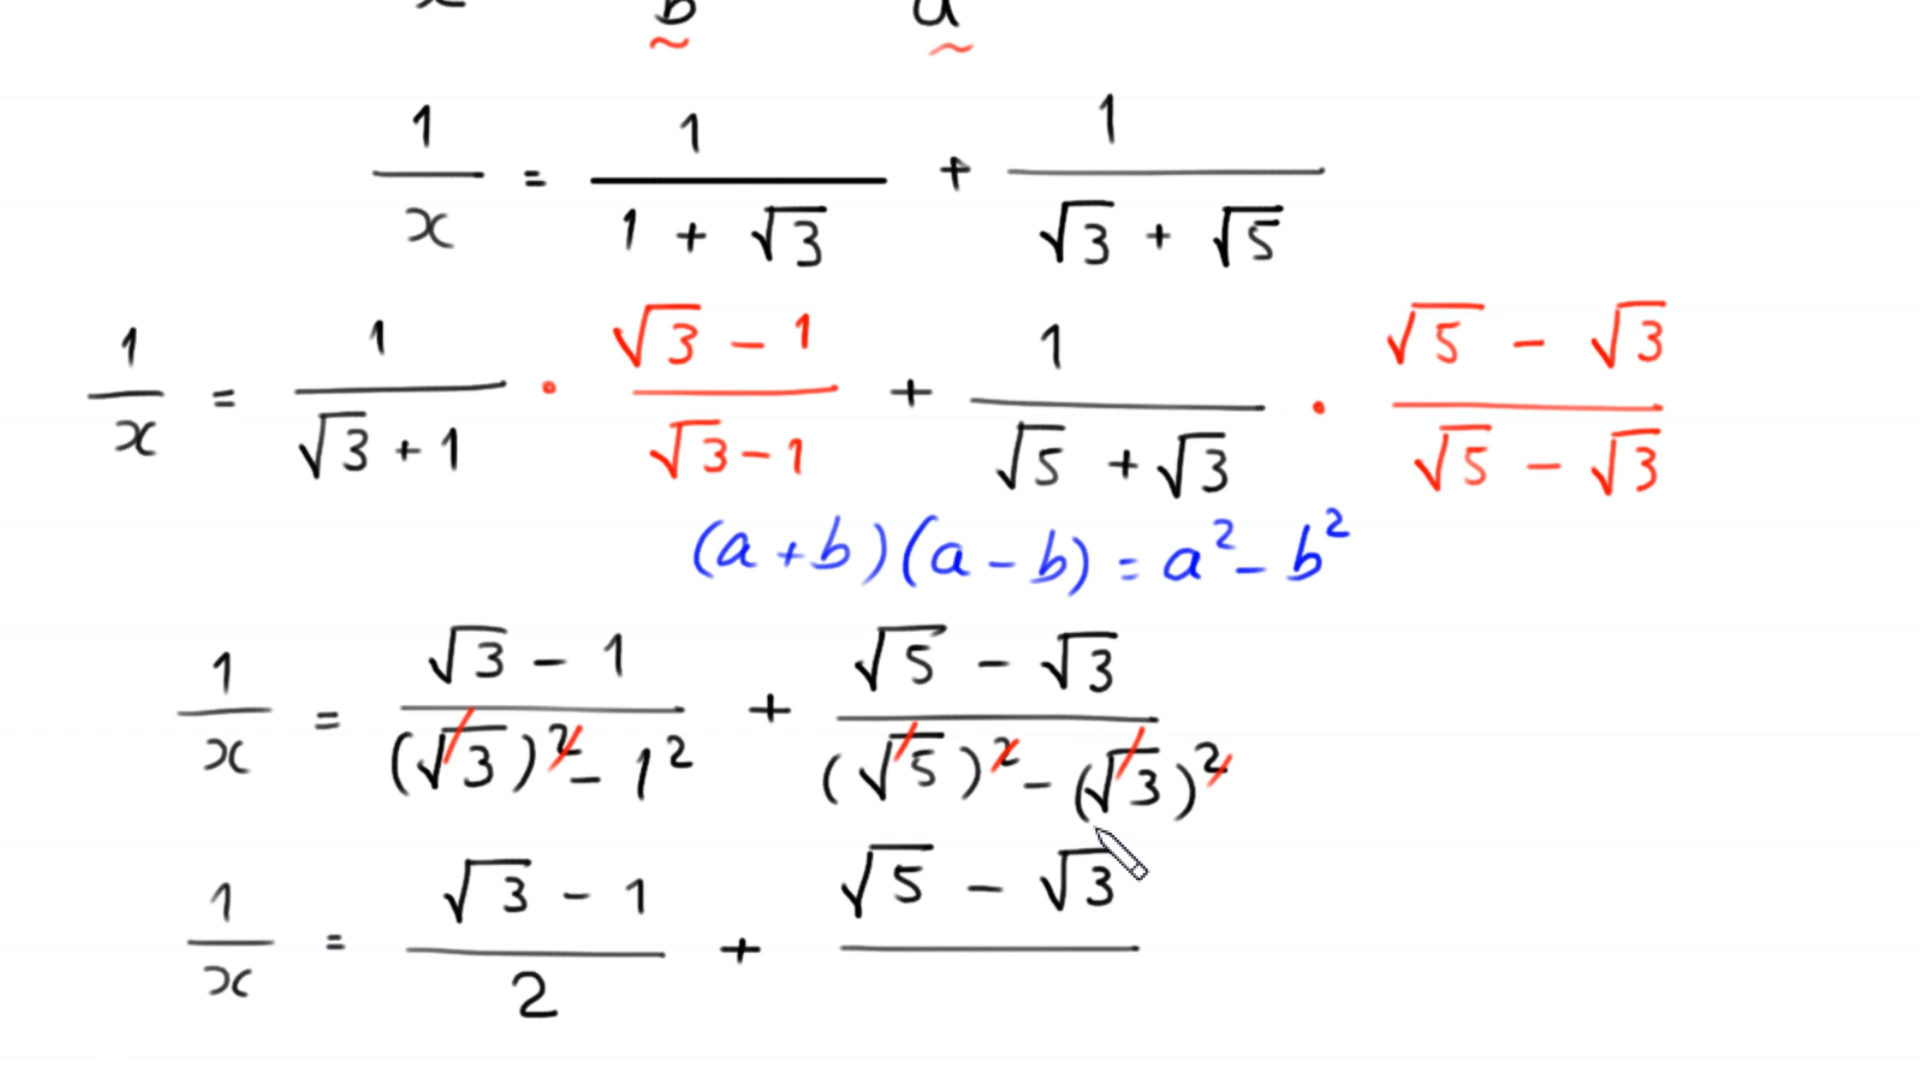 b a
1/x = 1/(1 + √3) + 1/(√3 + √5)
1/x = 1/(√3 + 1) · (√3 - 1)/(√3 - 1) + 1/(√5 + √3) · (√5 - √3)/(√5 - √3)
(a + b)(a - b) = a² - b²
1/x = (√3 - 1)/((√3)² - 1²) + (√5 - √3)/((√5)² - (√3)²)
1/x = (√3 - 1)/2 + (√5 - √3)/